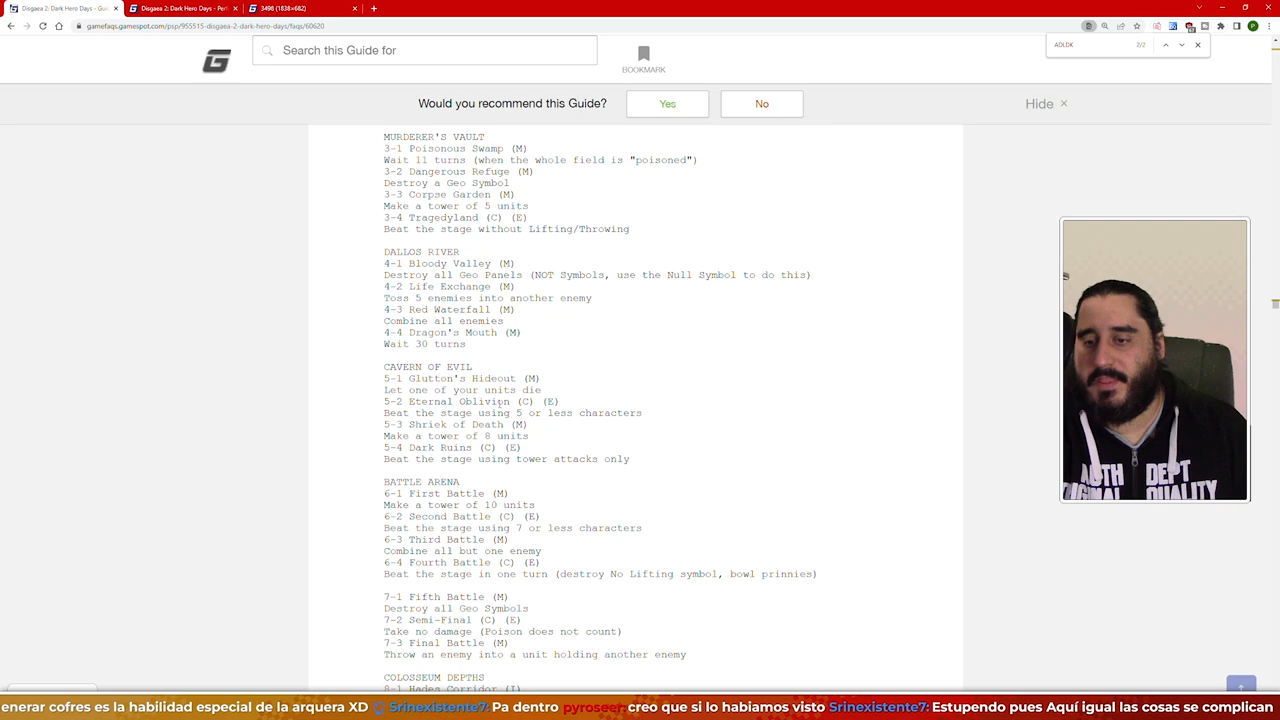 Disgaea 2: Dark Hero Days - Gui
Disgaea 2: Dark Hero Days - Per
3498 (1838×682)
gamefaqs.gamespot.com/psp/955515-disgaea-2-dark-hero-days/faqs/60620
ADLDK 2/2
Search this Guide for
BOOKMARK
Would you recommend this Guide? Yes No Hide ×
MURDERER'S VAULT
3-1 Poisonous Swamp (M)
Wait 11 turns (when the whole field is "poisoned")
3-2 Dangerous Refuge (M)
Destroy a Geo Symbol
3-3 Corpse Garden (M)
Make a tower of 5 units
3-4 Tragedyland (C) (E)
Beat the stage without Lifting/Throwing
DALLOS RIVER
4-1 Bloody Valley (M)
Destroy all Geo Panels (NOT Symbols, use the Null Symbol to do this)
4-2 Life Exchange (M)
Toss 5 enemies into another enemy
4-3 Red Waterfall (M)
Combine all enemies
4-4 Dragon's Mouth (M)
Wait 30 turns
CAVERN OF EVIL
5-1 Glutton's Hideout (M)
Let one of your units die
5-2 Eternal Oblivion (C) (E)
Beat the stage using 5 or less characters
5-3 Shriek of Death (M)
Make a tower of 8 units
5-4 Dark Ruins (C) (E)
Beat the stage using tower attacks only
BATTLE ARENA
6-1 First Battle (M)
Make a tower of 10 units
6-2 Second Battle (C) (E)
Beat the stage using 7 or less characters
6-3 Third Battle (M)
Combine all but one enemy
6-4 Fourth Battle (C) (E)
Beat the stage in one turn (destroy No Lifting symbol, bowl prinnies)
7-1 Fifth Battle (M)
Destroy all Geo Symbols
7-2 Semi-Final (C) (E)
Take no damage (Poison does not count)
7-3 Final Battle (M)
Throw an enemy into a unit holding another enemy
COLOSSEUM DEPTHS
8-1 Hades Corridor (I)
DEPT
QUALITY
enerar cofres es la habilidad especial de la arquera XD Srinexistente7: Pa dentro pyroseer: creo que si lo habiamos visto Srinexistente7: Estupendo pues Aquí igual las cosas se complican